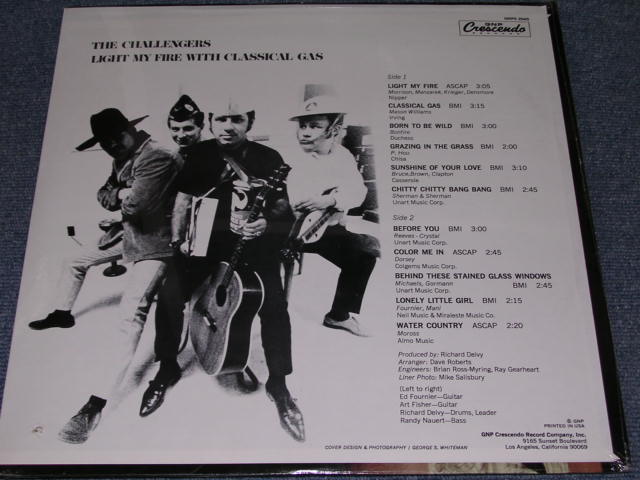 GNPS 2045
GNP
Crescendo
RECORDS
THE CHALLENGERS
LIGHT MY FIRE WITH CLASSICAL GAS
Side 1
LIGHT MY FIRE ASCAP 3:05
Morrison, Manzarek, Krieger, Densmore
Nipper
CLASSICAL GAS BMI 3:15
Mason Williams
Irving
BORN TO BE WILD BMI 3:00
Bonfire
Duchess
GRAZING IN THE GRASS BMI 2:00
P. Hou
Chisa
SUNSHINE OF YOUR LOVE BMI 3:10
Bruce, Brown, Clapton
Casserole
CHITTY CHITTY BANG BANG BMI 2:45
Sherman & Sherman
Unart Music Corp.
Side 2
BEFORE YOU BMI 3:00
Reeves - Crystal
Unart Music Corp.
COLOR ME IN ASCAP 2:45
Dorsey
Colgems Music Corp.
BEHIND THESE STAINED GLASS WINDOWS
Michaels, Gormann BMI 2:45
Unart Music Corp.
LONELY LITTLE GIRL BMI 2:15
Fournier, Mani
Neil Music & Miraleste Music Co.
WATER COUNTRY ASCAP 2:20
Moross
Almo Music
Produced by: Richard Delvy
Arranger: Dave Roberts
Engineers: Brian Ross-Myring, Ray Gearheart
Liner Photo: Mike Salisbury
(Left to right)
Ed Fournier—Guitar
Art Fisher—Guitar
Richard Delvy—Drums, Leader
Randy Nauert—Bass
© GNP
PRINTED IN USA
COVER DESIGN & PHOTOGRAPHY / GEORGE S. WHITEMAN
GNP Crescendo Record Company, Inc.
9165 Sunset Boulevard
Los Angeles, California 90069